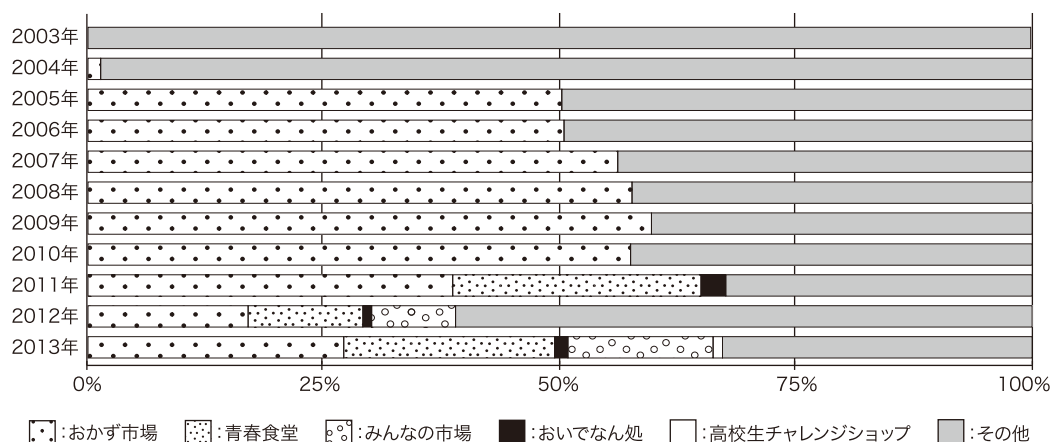 2003年
2004年
2005年
2006年
2007年
2008年
2009年
2010年
2011年
2012年
2013年
0% 25% 50% 75% 100%
:おかず市場 :青春食堂 :みんなの市場 :おいでなん処 :高校生チャレンジショップ :その他